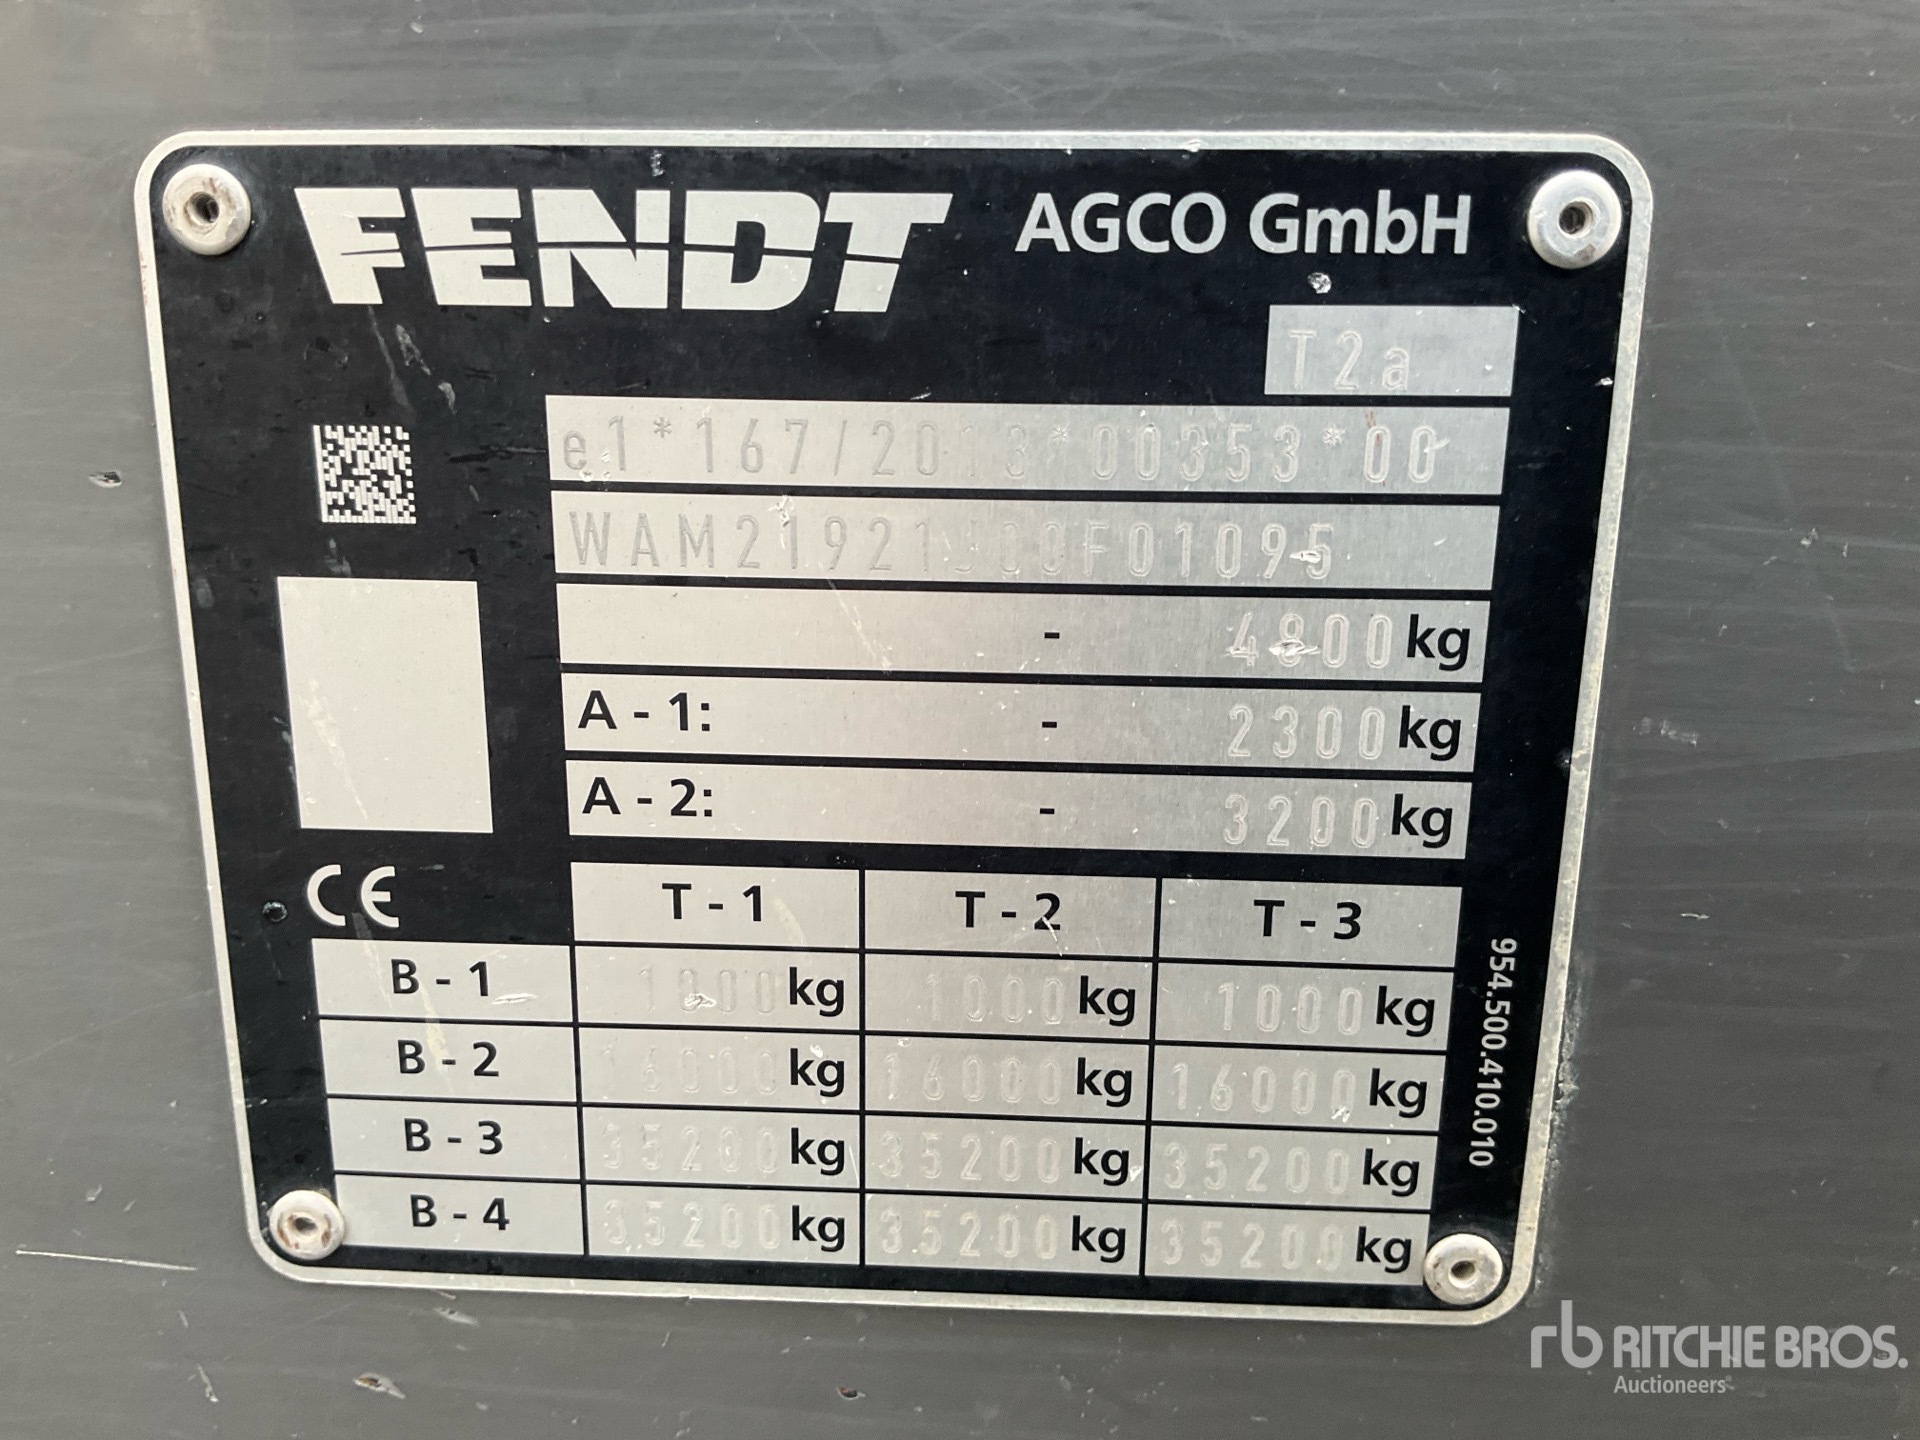 FENDT AGCO GmbH
T2a
e1*167/2013*00353*00
WAM21921J00F01095
- 4800 kg
A - 1: - 2300 kg
A - 2: - 3200 kg
CE T - 1 T - 2 T - 3
B - 1 1000 kg 1000 kg 1000 kg
B - 2 16000 kg 16000 kg 16000 kg
B - 3 35200 kg 35200 kg 35200 kg
B - 4 35200 kg 35200 kg 35200 kg
954.500.410.010
rb RITCHIE BROS.
Auctioneers